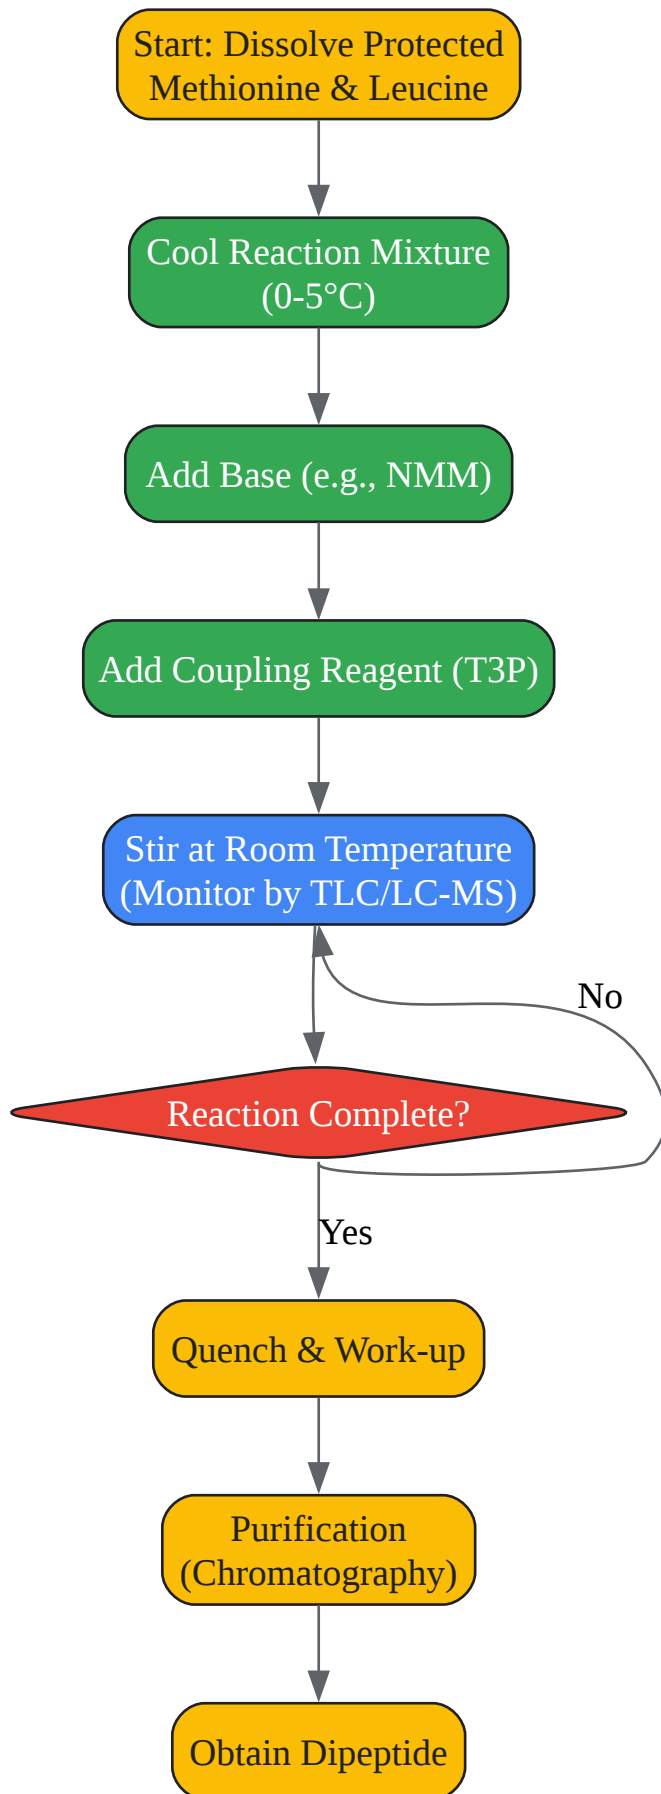 Start: Dissolve Protected
Methionine & Leucine
Cool Reaction Mixture
(0-5°C)
Add Base (e.g., NMM)
Add Coupling Reagent (T3P)
Stir at Room Temperature
(Monitor by TLC/LC-MS)
No
Reaction Complete?
Yes
Quench & Work-up
Purification
(Chromatography)
Obtain Dipeptide